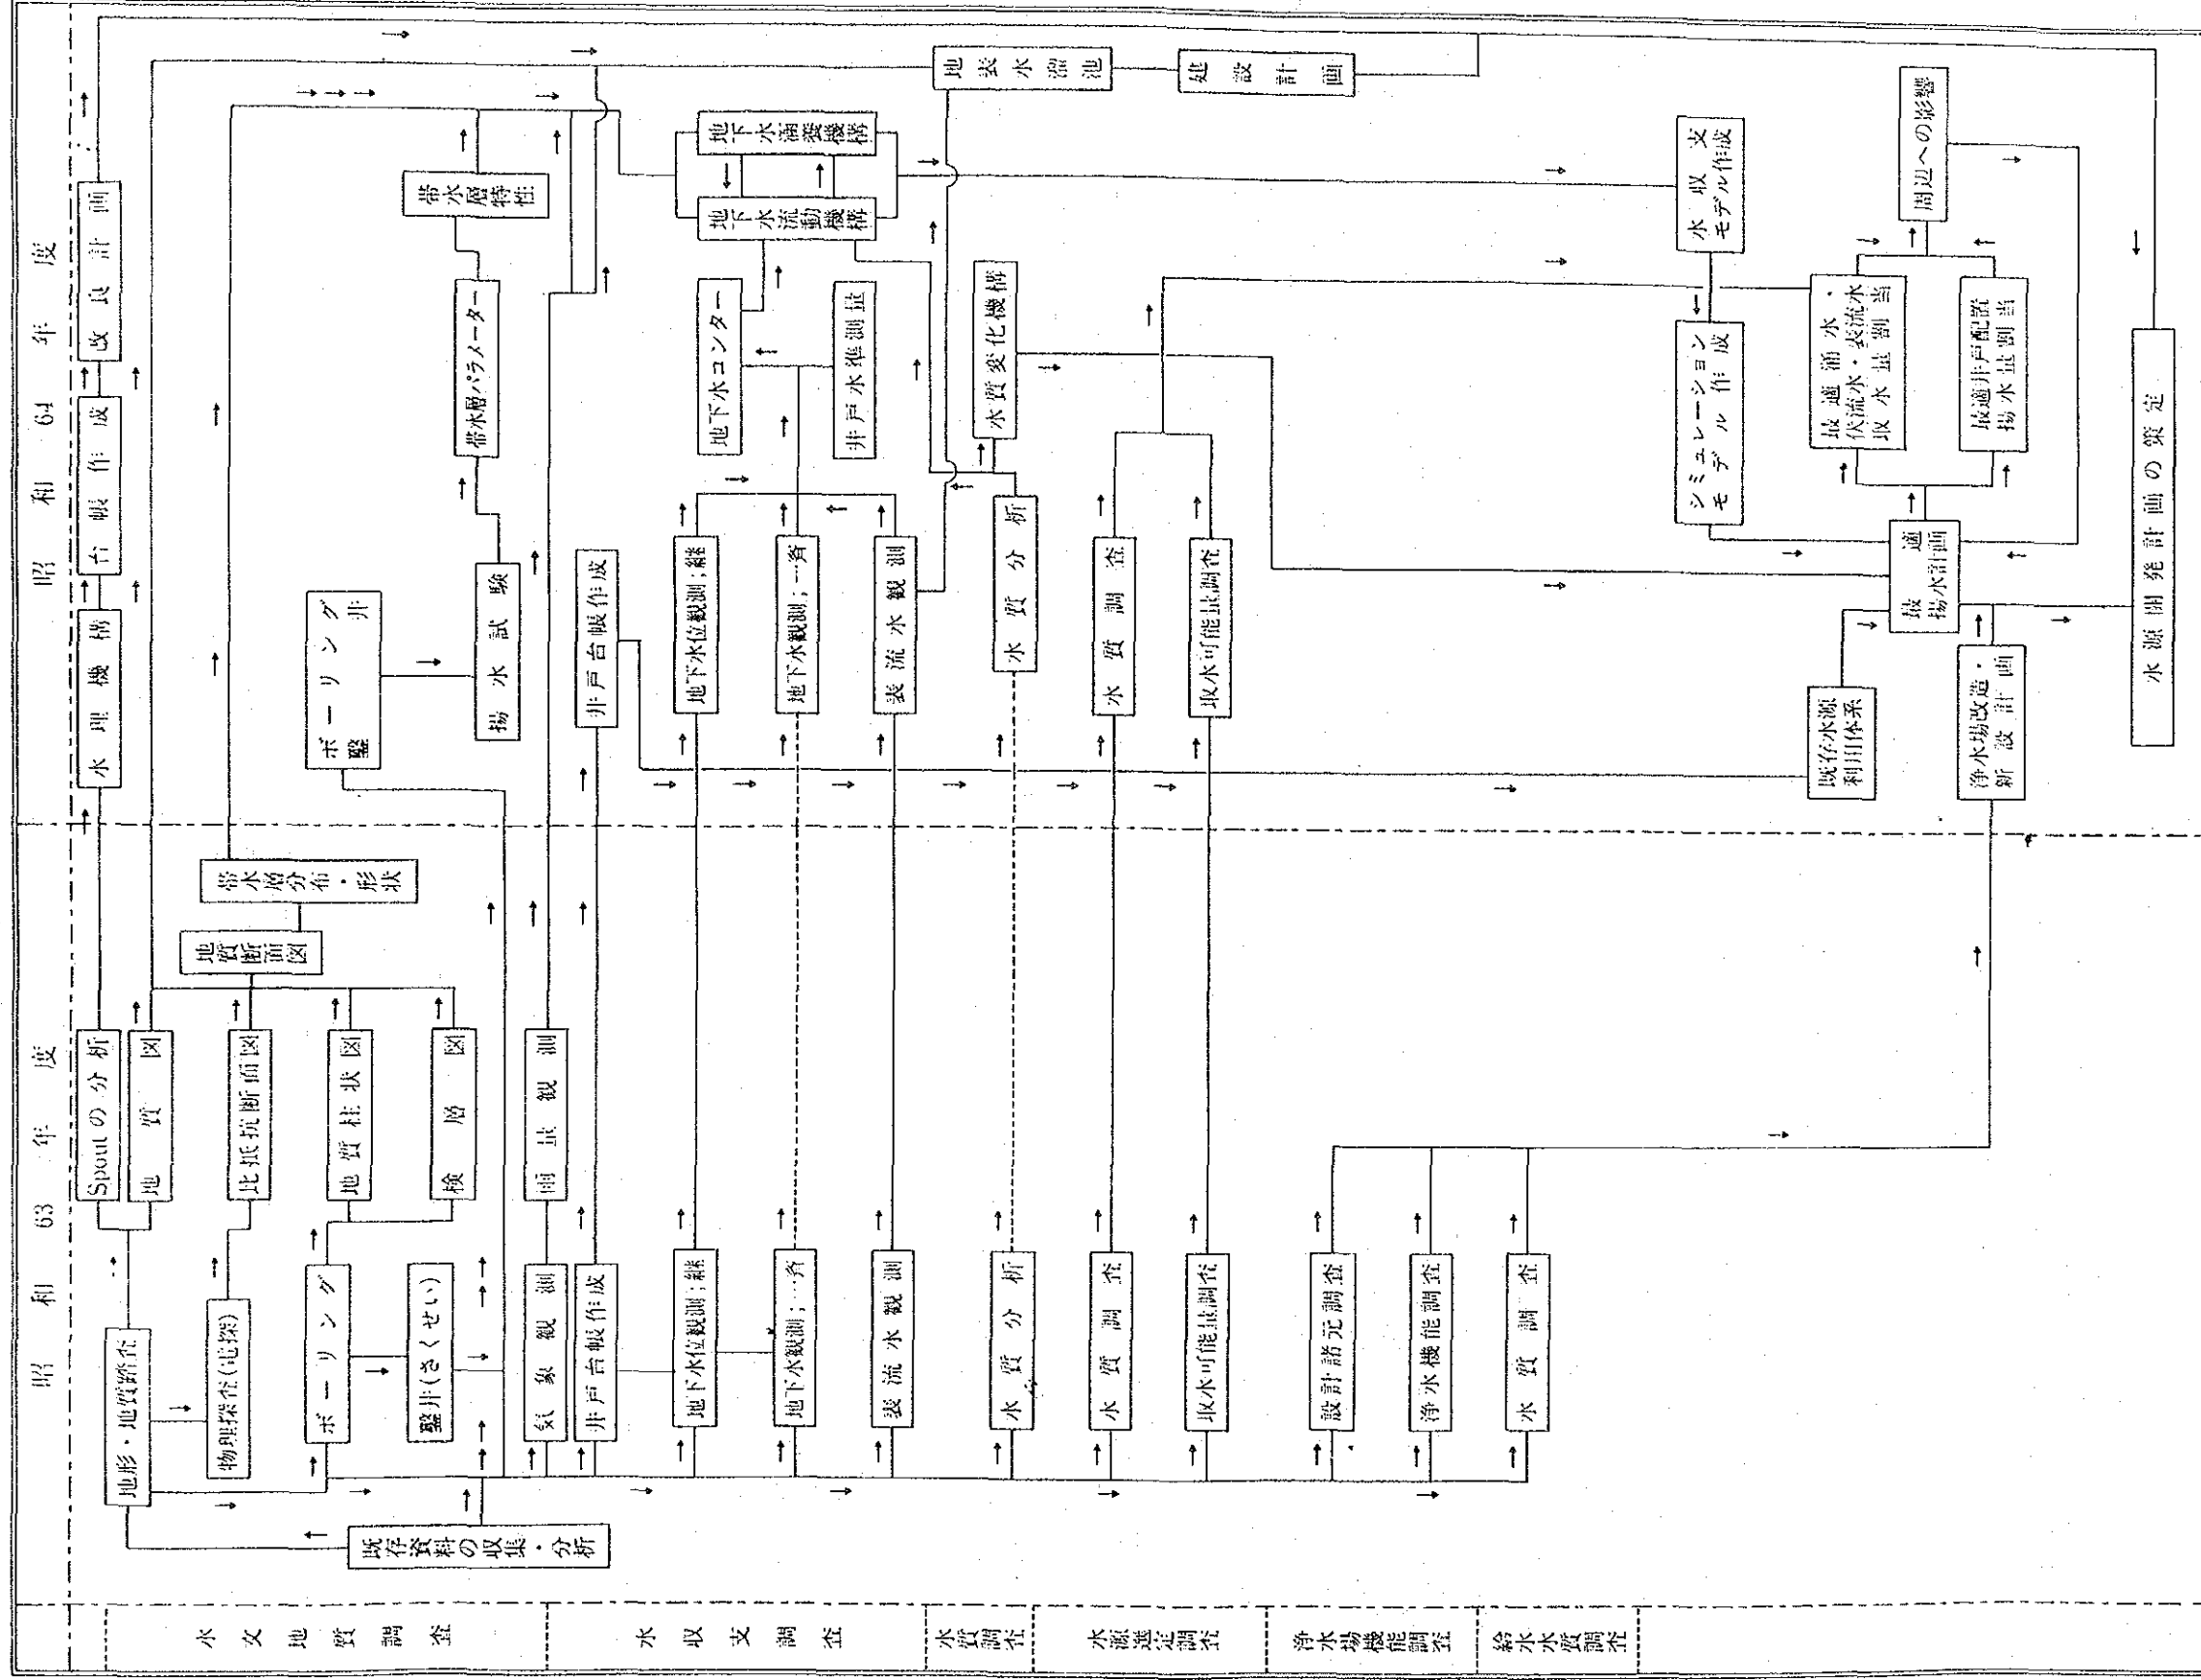 昭和63年度
昭和64年度
水文地質調査
水収支調査
水質調査
水源選定調査
浄水場機能調査
給水水質調査
既存資料の収集・分析
地形・地質踏査
物理探査(電探)
ボーリング
鑿井(さくせい)
気象観測
井戸台帳作成
地下水位観測;継
地下水観測;一斉
表流水観測
水質分析
水質調査
取水可能量調査
設計諸元調査
浄水機能調査
水質調査
Spoutの分析
地質図
比抵抗断面図
地質柱状図
検層図
雨量観測
地質断面図
帯水層分布・形状
水理機構
台帳作成
改良計画
ボーリング
鑿井
揚水試験
帯水層パラメーター
帯水層特性
井戸台帳作成
地下水位観測;継
地下水観測;一斉
表流水観測
水質分析
水質調査
取水可能量調査
地下水コンター
井戸水準測量
地下水流動機構
地下水涵養機構
水質変化機構
地表水溜池
建設計画
水収支
モデル作成
シミュレーション
モデル作成
既存水源
利用体系
浄水場改造・
新設計画
最適
揚水計画
最適湧水・
伏流水・表流水
取水量割当
最適井戸配置
揚水量割当
周辺への影響
水源開発計画の策定